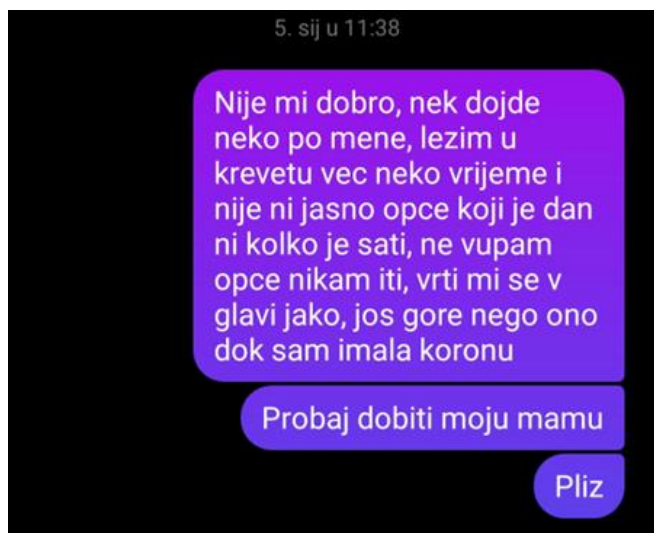 5. sij u 11:38
Nije mi dobro, nek dojde
neko po mene, lezim u
krevetu vec neko vrijeme i
nije ni jasno opce koji je dan
ni kolko je sati, ne vupam
opce nikam iti, vrti mi se v
glavi jako, jos gore nego ono
dok sam imala koronu
Probaj dobiti moju mamu
Pliz